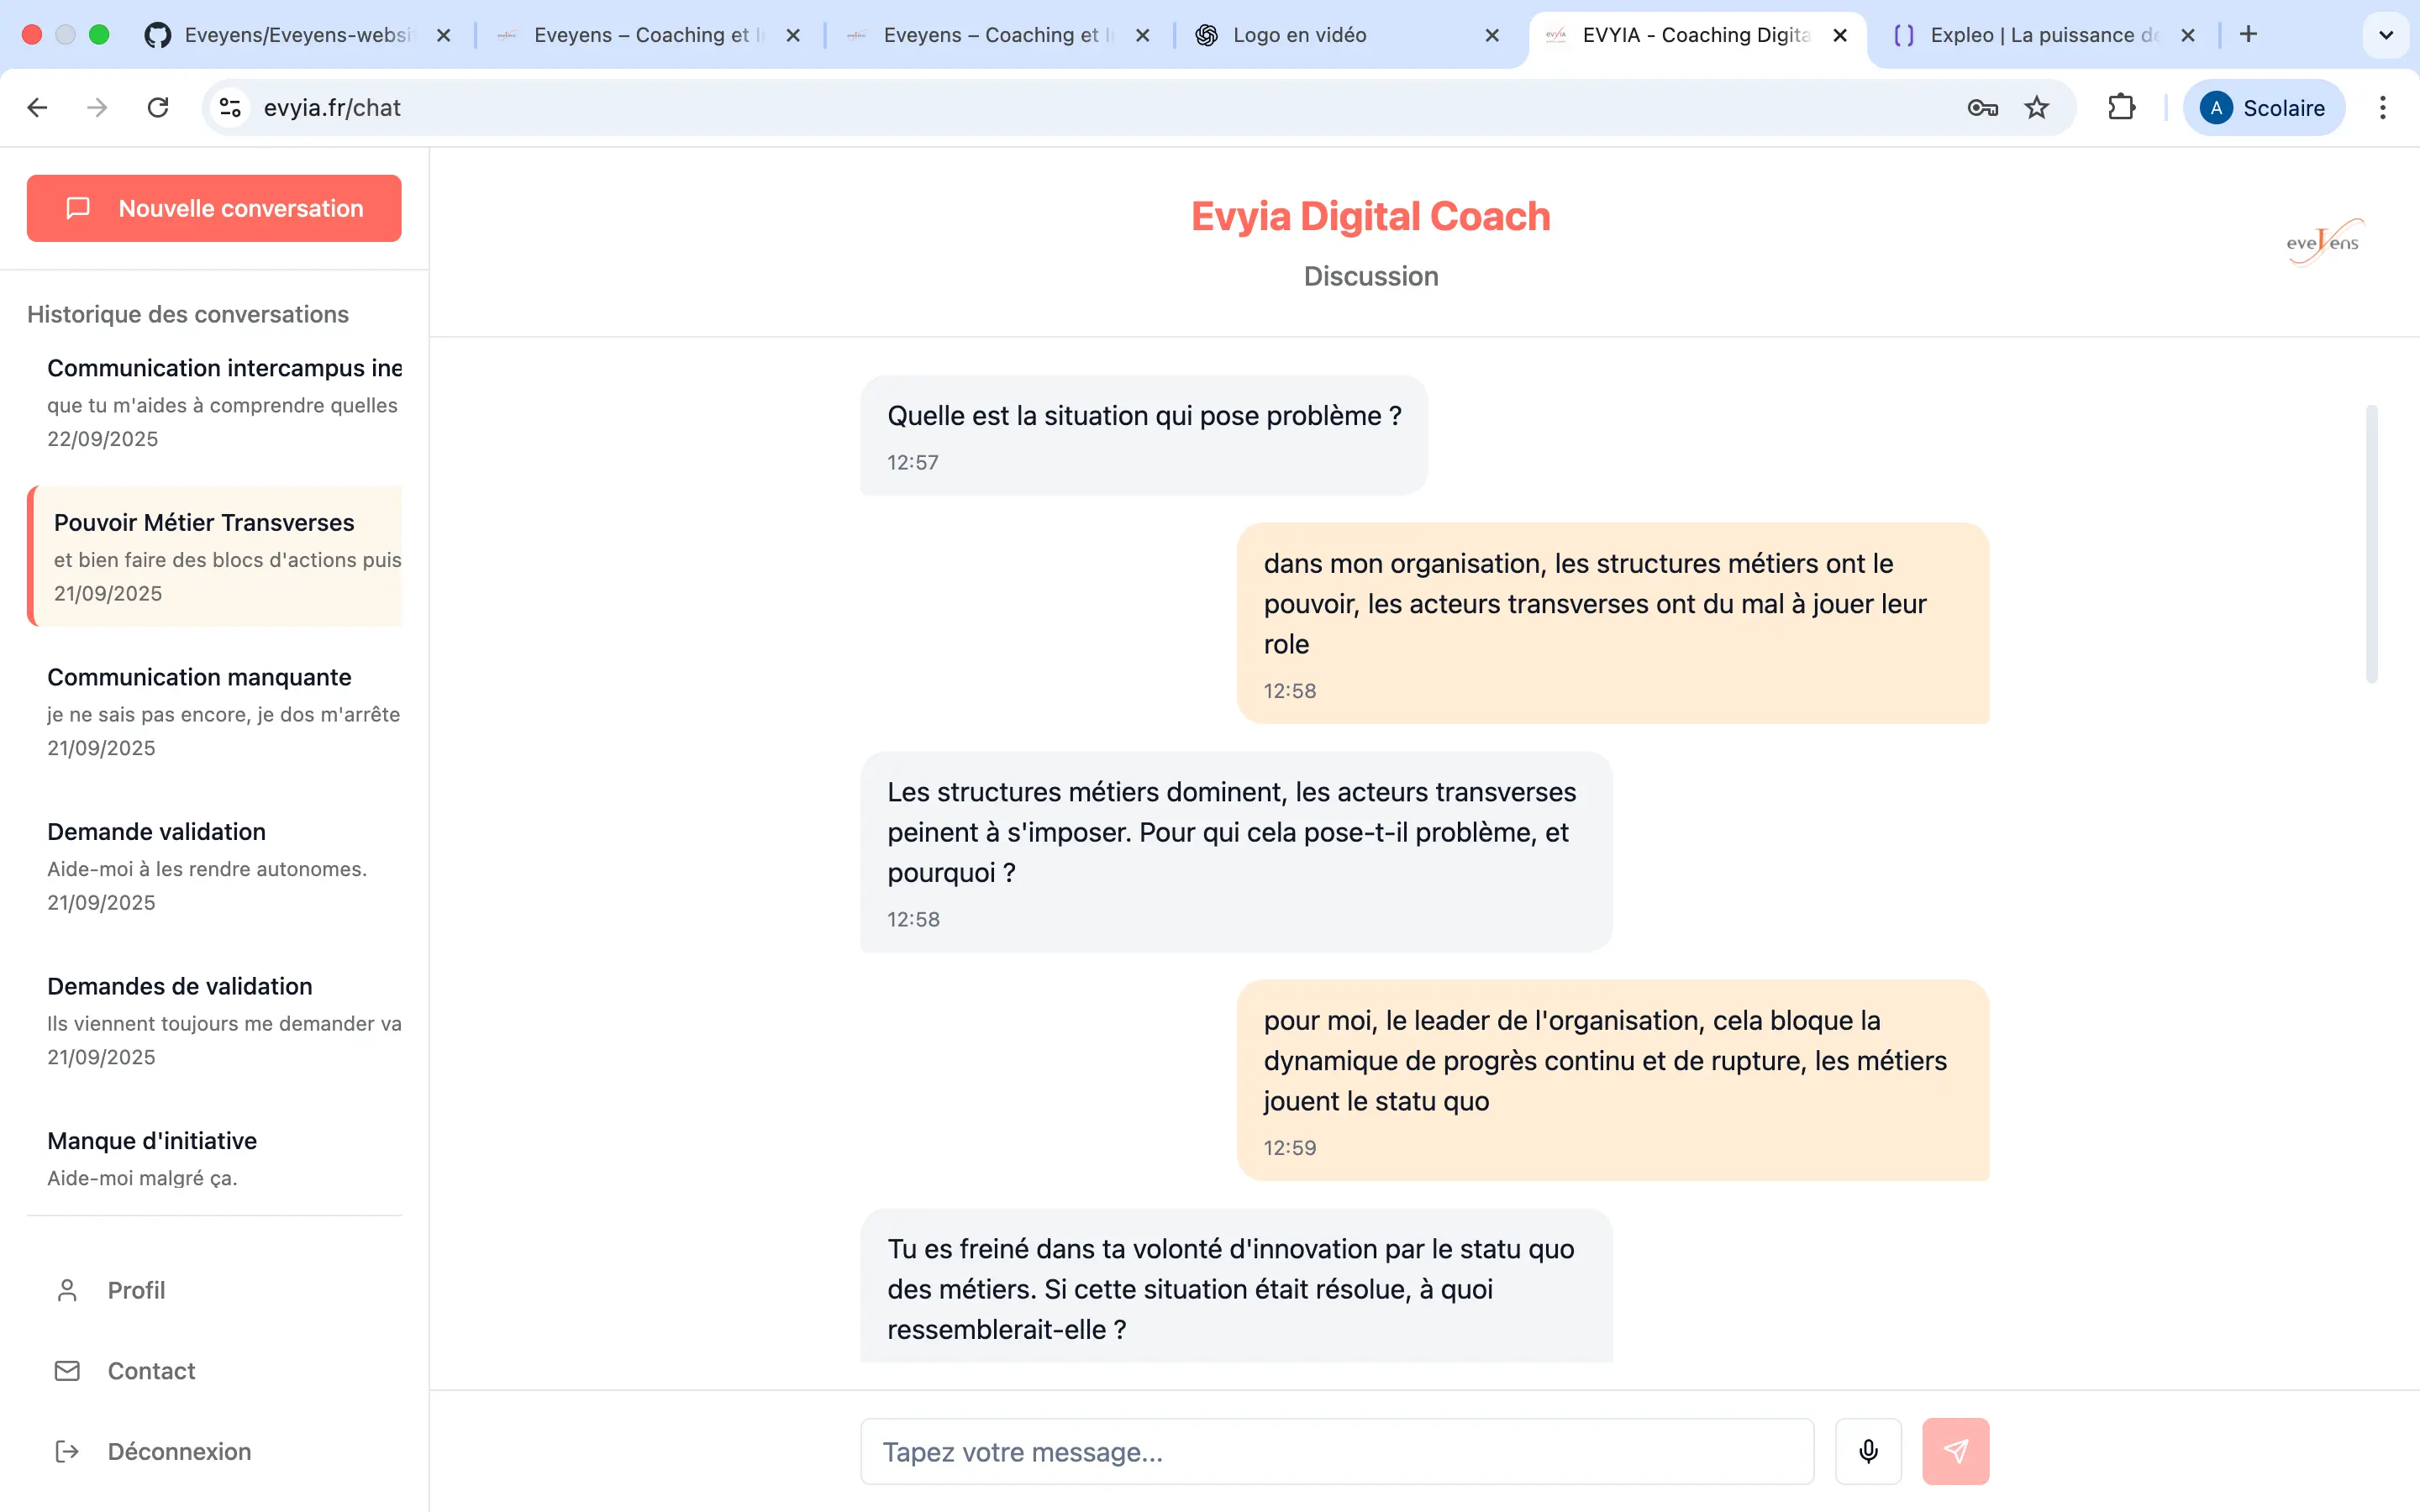 Eveyens/Eveyens-websi
Eveyens – Coaching et I
Eveyens – Coaching et I
Logo en vidéo
EVYIA - Coaching Digita
Expleo | La puissance de
evyia.fr/chat
A
Scolaire
Nouvelle conversation
Historique des conversations
Communication intercampus ine
que tu m'aides à comprendre quelles
22/09/2025
Pouvoir Métier Transverses
et bien faire des blocs d'actions puis
21/09/2025
Communication manquante
je ne sais pas encore, je dos m'arrête
21/09/2025
Demande validation
Aide-moi à les rendre autonomes.
21/09/2025
Demandes de validation
Ils viennent toujours me demander va
21/09/2025
Manque d'initiative
Aide-moi malgré ça.
Profil
Contact
Déconnexion
Evyia Digital Coach
Discussion
eveyens
Quelle est la situation qui pose problème ?
12:57
dans mon organisation, les structures métiers ont le
pouvoir, les acteurs transverses ont du mal à jouer leur
role
12:58
Les structures métiers dominent, les acteurs transverses
peinent à s'imposer. Pour qui cela pose-t-il problème, et
pourquoi ?
12:58
pour moi, le leader de l'organisation, cela bloque la
dynamique de progrès continu et de rupture, les métiers
jouent le statu quo
12:59
Tu es freiné dans ta volonté d'innovation par le statu quo
des métiers. Si cette situation était résolue, à quoi
ressemblerait-elle ?
Tapez votre message...